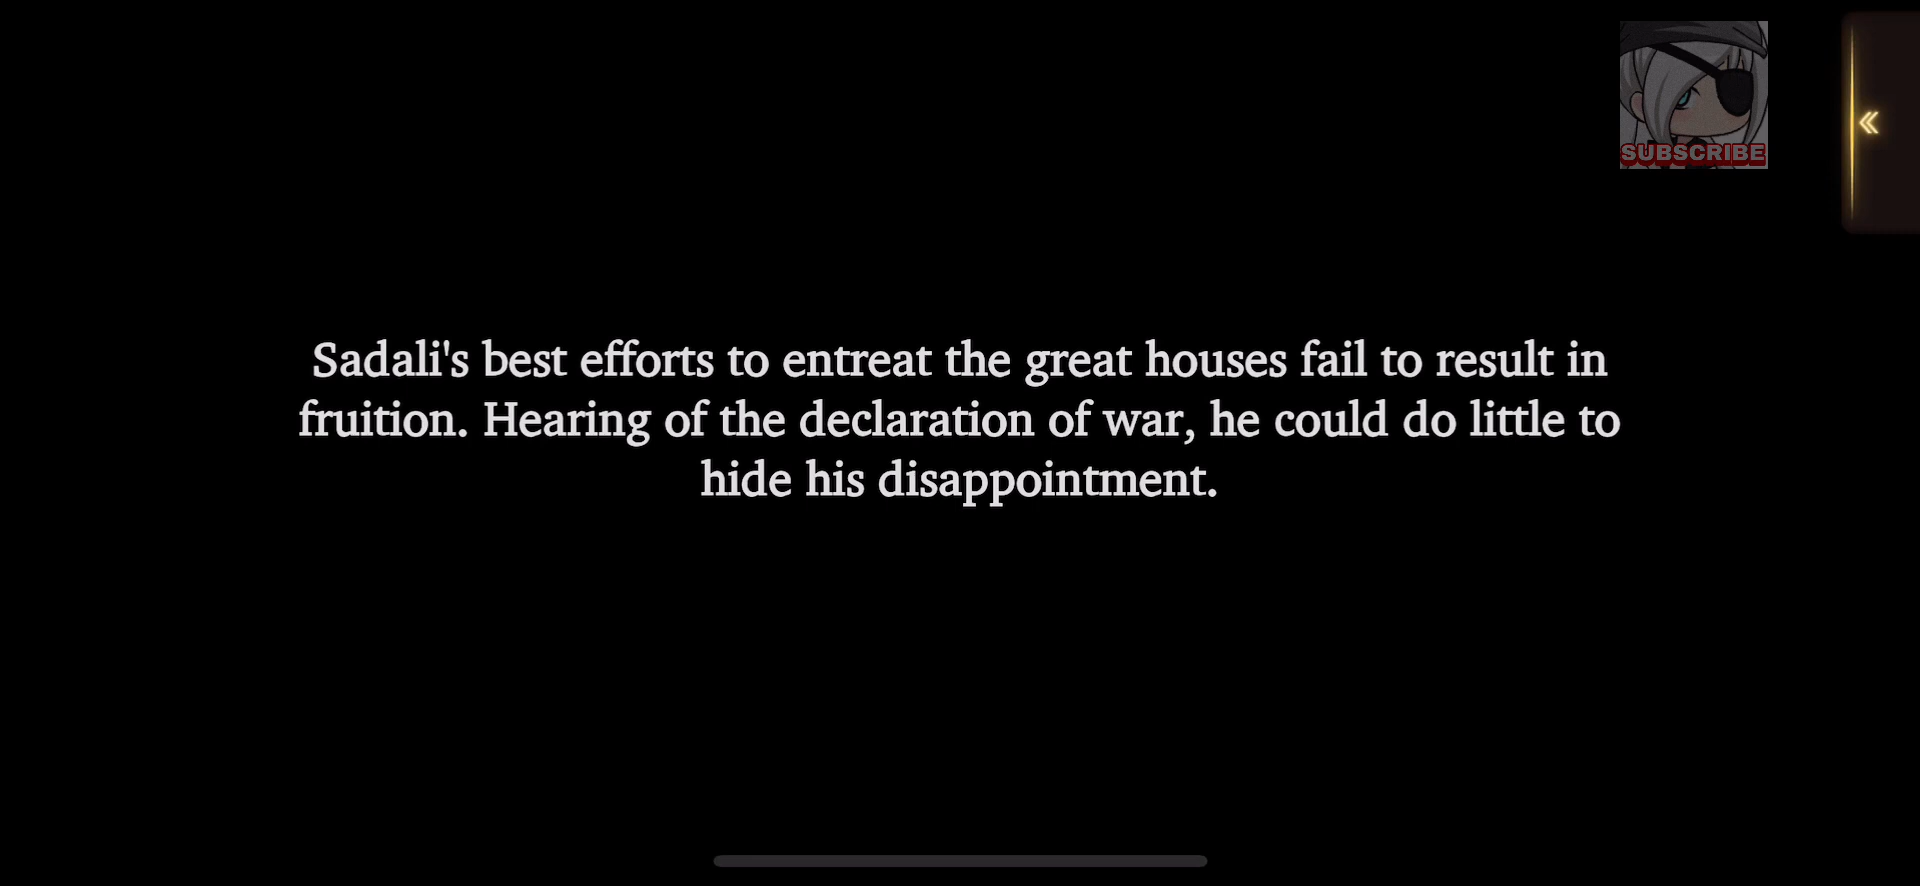 SUBSCRIBE
Sadali's best efforts to entreat the great houses fail to result in
fruition. Hearing of the declaration of war, he could do little to
hide his disappointment.